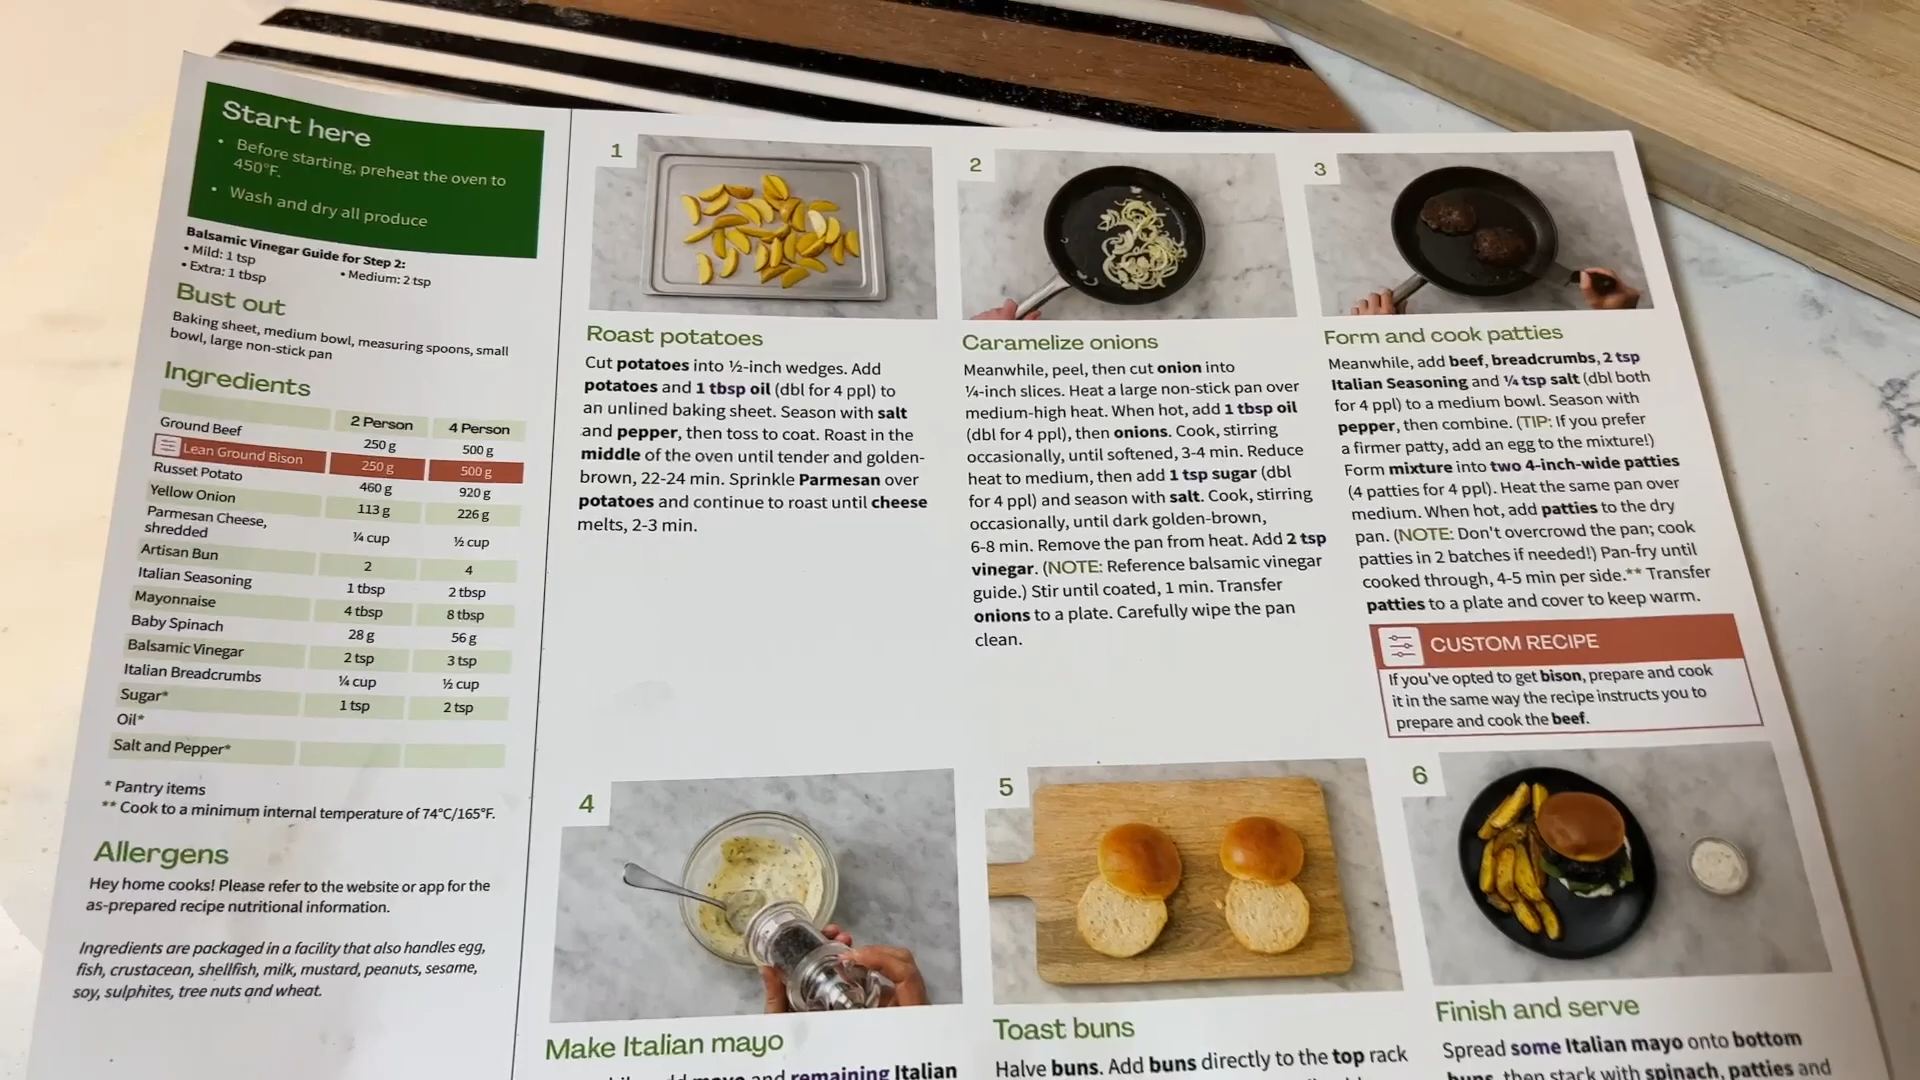 Start here
• Before starting, preheat the oven to
450°F.
• Wash and dry all produce
Balsamic Vinegar Guide for Step 2:
• Mild: 1 tsp
• Medium: 2 tsp
• Extra: 1 tbsp
Bust out
Baking sheet, medium bowl, measuring spoons, small
bowl, large non-stick pan
Ingredients
2 Person 4 Person
Ground Beef 250 g 500 g
Lean Ground Bison 250 g 500 g
Russet Potato 460 g 920 g
Yellow Onion 113 g 226 g
Parmesan Cheese,
shredded ¼ cup ½ cup
Artisan Bun 2 4
Italian Seasoning 1 tbsp 2 tbsp
Mayonnaise 4 tbsp 8 tbsp
Baby Spinach 28 g 56 g
Balsamic Vinegar 2 tsp 3 tsp
Italian Breadcrumbs ¼ cup ½ cup
Sugar* 1 tsp 2 tsp
Oil*
Salt and Pepper*
* Pantry items
** Cook to a minimum internal temperature of 74°C/165°F.
Allergens
Hey home cooks! Please refer to the website or app for the
as-prepared recipe nutritional information.
Ingredients are packaged in a facility that also handles egg,
fish, crustacean, shellfish, milk, mustard, peanuts, sesame,
soy, sulphites, tree nuts and wheat.
1
Roast potatoes
Cut potatoes into ½-inch wedges. Add
potatoes and 1 tbsp oil (dbl for 4 ppl) to
an unlined baking sheet. Season with salt
and pepper, then toss to coat. Roast in the
middle of the oven until tender and golden-
brown, 22-24 min. Sprinkle Parmesan over
potatoes and continue to roast until cheese
melts, 2-3 min.
2
Caramelize onions
Meanwhile, peel, then cut onion into
¼-inch slices. Heat a large non-stick pan over
medium-high heat. When hot, add 1 tbsp oil
(dbl for 4 ppl), then onions. Cook, stirring
occasionally, until softened, 3-4 min. Reduce
heat to medium, then add 1 tsp sugar (dbl
for 4 ppl) and season with salt. Cook, stirring
occasionally, until dark golden-brown,
6-8 min. Remove the pan from heat. Add 2 tsp
vinegar. (NOTE: Reference balsamic vinegar
guide.) Stir until coated, 1 min. Transfer
onions to a plate. Carefully wipe the pan
clean.
3
Form and cook patties
Meanwhile, add beef, breadcrumbs, 2 tsp
Italian Seasoning and ¼ tsp salt (dbl both
for 4 ppl) to a medium bowl. Season with
pepper, then combine. (TIP: If you prefer
a firmer patty, add an egg to the mixture!)
Form mixture into two 4-inch-wide patties
(4 patties for 4 ppl). Heat the same pan over
medium. When hot, add patties to the dry
pan. (NOTE: Don't overcrowd the pan; cook
patties in 2 batches if needed!) Pan-fry until
cooked through, 4-5 min per side.** Transfer
patties to a plate and cover to keep warm.
CUSTOM RECIPE
If you've opted to get bison, prepare and cook
it in the same way the recipe instructs you to
prepare and cook the beef.
4
Make Italian mayo
and remaining Italian
5
Toast buns
Halve buns. Add buns directly to the top rack
6
Finish and serve
Spread some Italian mayo onto bottom
buns, then stack with spinach, patties and